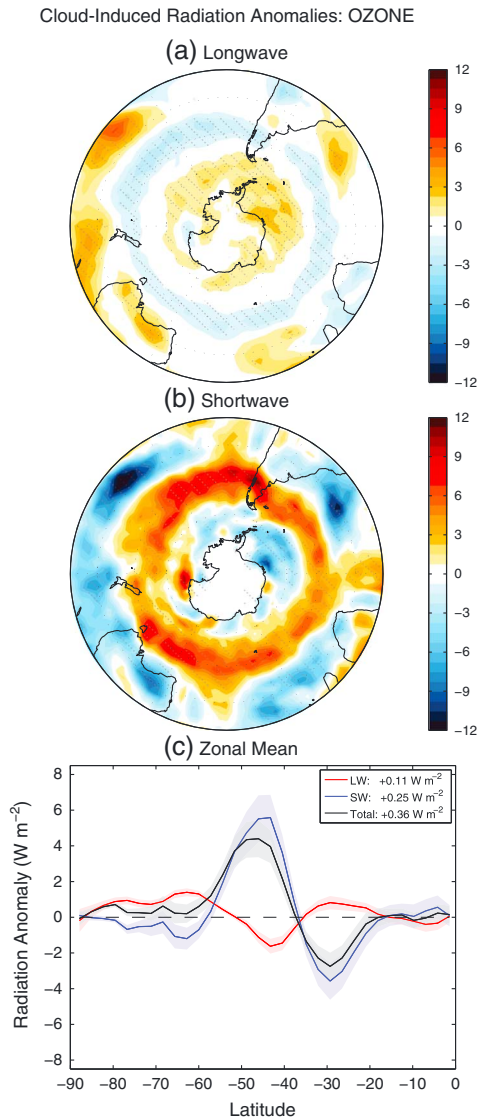 Cloud-Induced Radiation Anomalies: OZONE
(a) Longwave
12
9
6
3
0
−3
−6
−9
−12
(b) Shortwave
12
9
6
3
0
−3
−6
−9
−12
(c) Zonal Mean
8
6
4
2
0
−2
−4
−6
−8
Radiation Anomaly (W m−2)
LW: +0.11 W m−2
SW: +0.25 W m−2
Total: +0.36 W m−2
−90 −80 −70 −60 −50 −40 −30 −20 −10 0
Latitude